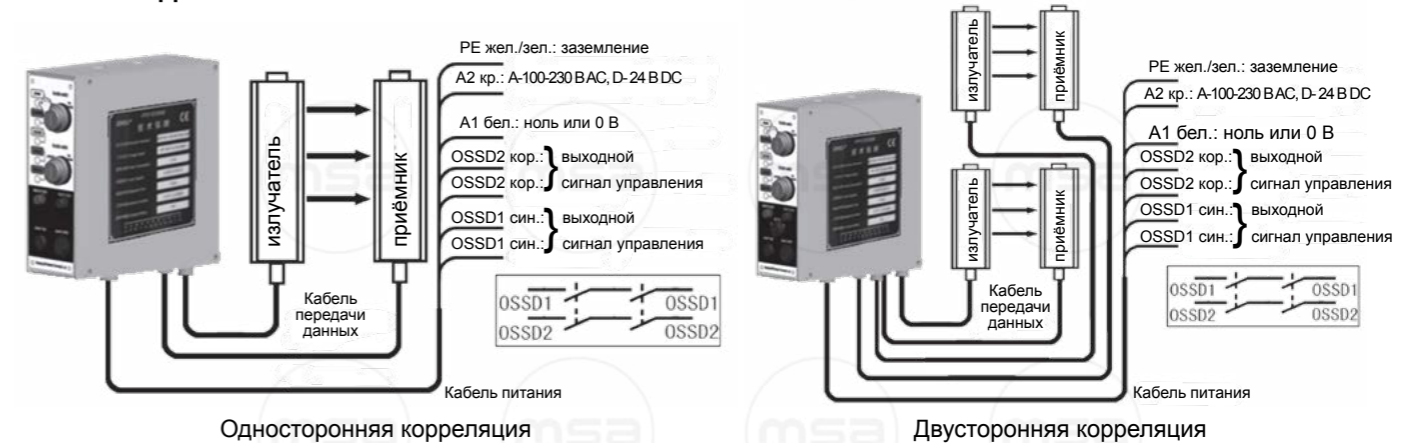 PE жел./зел.: заземление
A2 кр.: A-100-230 В AC, D- 24 В DC
A1 бел.: ноль или 0 В
OSSD2 кор.: } выходной
OSSD2 кор.: сигнал управления
OSSD1 син.: } выходной
OSSD1 син.: сигнал управления
излучатель
приёмник
OSSD1 OSSD1
OSSD2 OSSD2
Кабель
передачи
данных
Кабель питания
Односторонняя корреляция
излучатель
приёмник
PE жел./зел.: заземление
A2 кр.: A-100-230 В AC, D- 24 В DC
A1 бел.: ноль или 0 В
OSSD2 кор.: } выходной
OSSD2 кор.: сигнал управления
OSSD1 син.: } выходной
OSSD1 син.: сигнал управления
излучатель
приёмник
OSSD1 OSSD1
OSSD2 OSSD2
Кабель
передачи
данных
Кабель питания
Двусторонняя корреляция
msa
msa
msa
msa